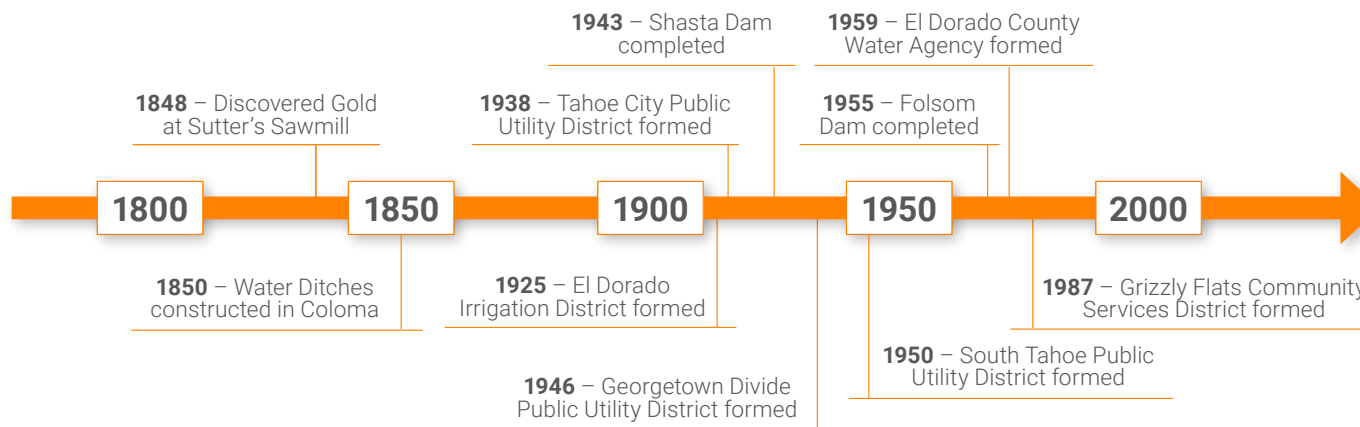 1943 – Shasta Dam
completed
1959 – El Dorado County
Water Agency formed
1848 – Discovered Gold
at Sutter's Sawmill
1938 – Tahoe City Public
Utility District formed
1955 – Folsom
Dam completed
1800
1850
1900
1950
2000
1850 – Water Ditches
constructed in Coloma
1925 – El Dorado
Irrigation District formed
1987 – Grizzly Flats Community
Services District formed
1946 – Georgetown Divide
Public Utility District formed
1950 – South Tahoe Public
Utility District formed